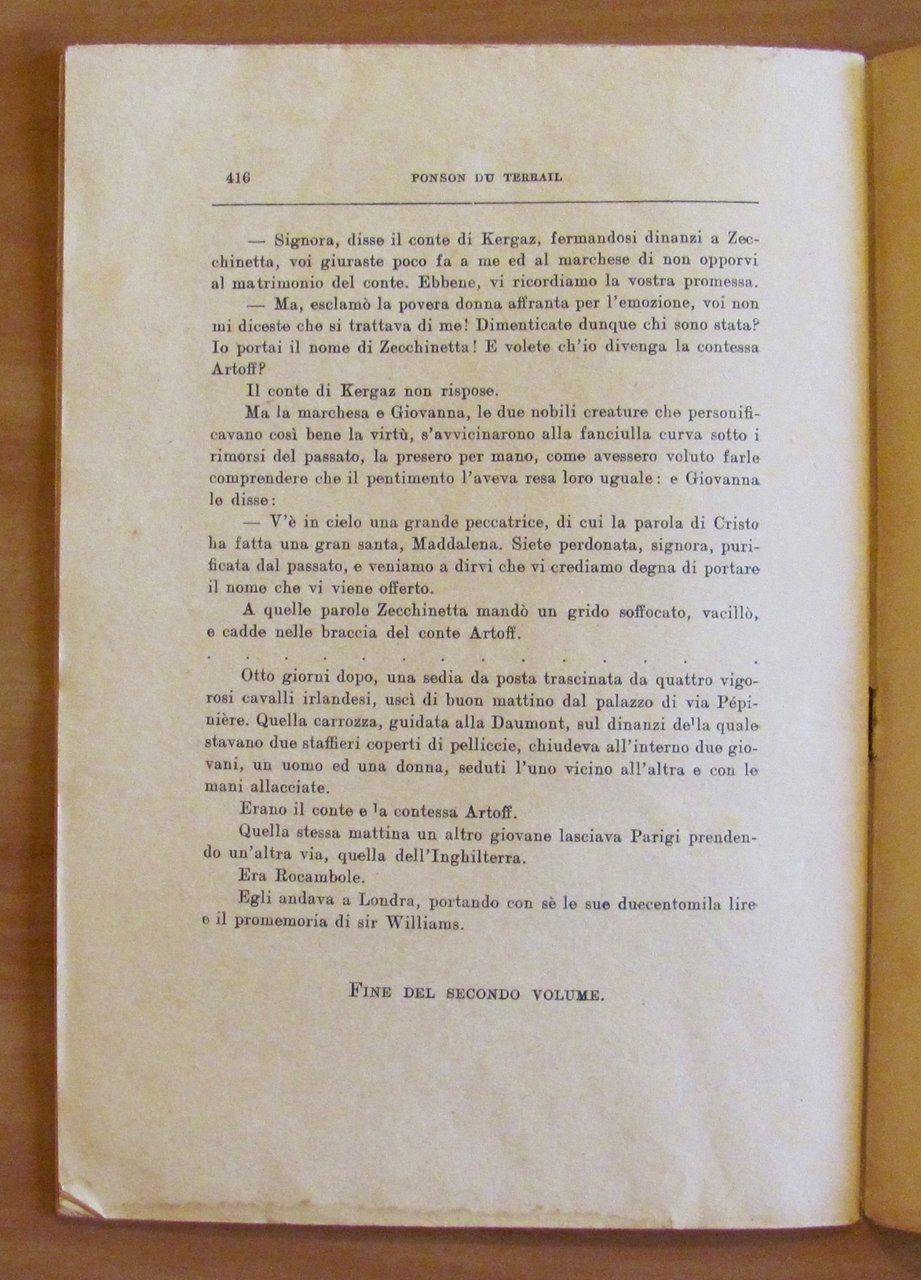 416 PONSON DU TERRAIL
— Signora, disse il conte di Kergaz, fermandosi dinanzi a Zec-
chinetta, voi giuraste poco fa a me ed al marchese di non opporvi
al matrimonio del conte. Ebbene, vi ricordiamo la vostra promessa.
— Ma, esclamò la povera donna affranta per l'emozione, voi non
mi diceste che si trattava di me! Dimenticate dunque chi sono stata?
Io portai il nome di Zecchinetta! E volete ch'io divenga la contessa
Artoff?
Il conte di Kergaz non rispose.
Ma la marchesa e Giovanna, le due nobili creature che personifi-
cavano così bene la virtù, s'avvicinarono alla fanciulla curva sotto i
rimorsi del passato, la presero per mano, come avessero voluto farle
comprendere che il pentimento l'aveva resa loro uguale: e Giovanna
le disse:
— V'è in cielo una grande peccatrice, di cui la parola di Cristo
ha fatta una gran santa, Maddalena. Siete perdonata, signora, puri-
ficata dal passato, e veniamo a dirvi che vi crediamo degna di portare
il nome che vi viene offerto.
A quelle parole Zecchinetta mandò un grido soffocato, vacillò,
e cadde nelle braccia del conte Artoff.
. . . . . . . . . . . . . . .
Otto giorni dopo, una sedia da posta trascinata da quattro vigo-
rosi cavalli irlandesi, uscì di buon mattino dal palazzo di via Pépi-
nière. Quella carrozza, guidata alla Daumont, sul dinanzi della quale
stavano due staffieri coperti di pelliccie, chiudeva all'interno due gio-
vani, un uomo ed una donna, seduti l'uno vicino all'altra e con le
mani allacciate.
Erano il conte e la contessa Artoff.
Quella stessa mattina un altro giovane lasciava Parigi prenden-
do un'altra via, quella dell'Inghilterra.
Era Rocambole.
Egli andava a Londra, portando con sè le sue duecentomila lire
e il promemoria di sir Williams.
FINE DEL SECONDO VOLUME.